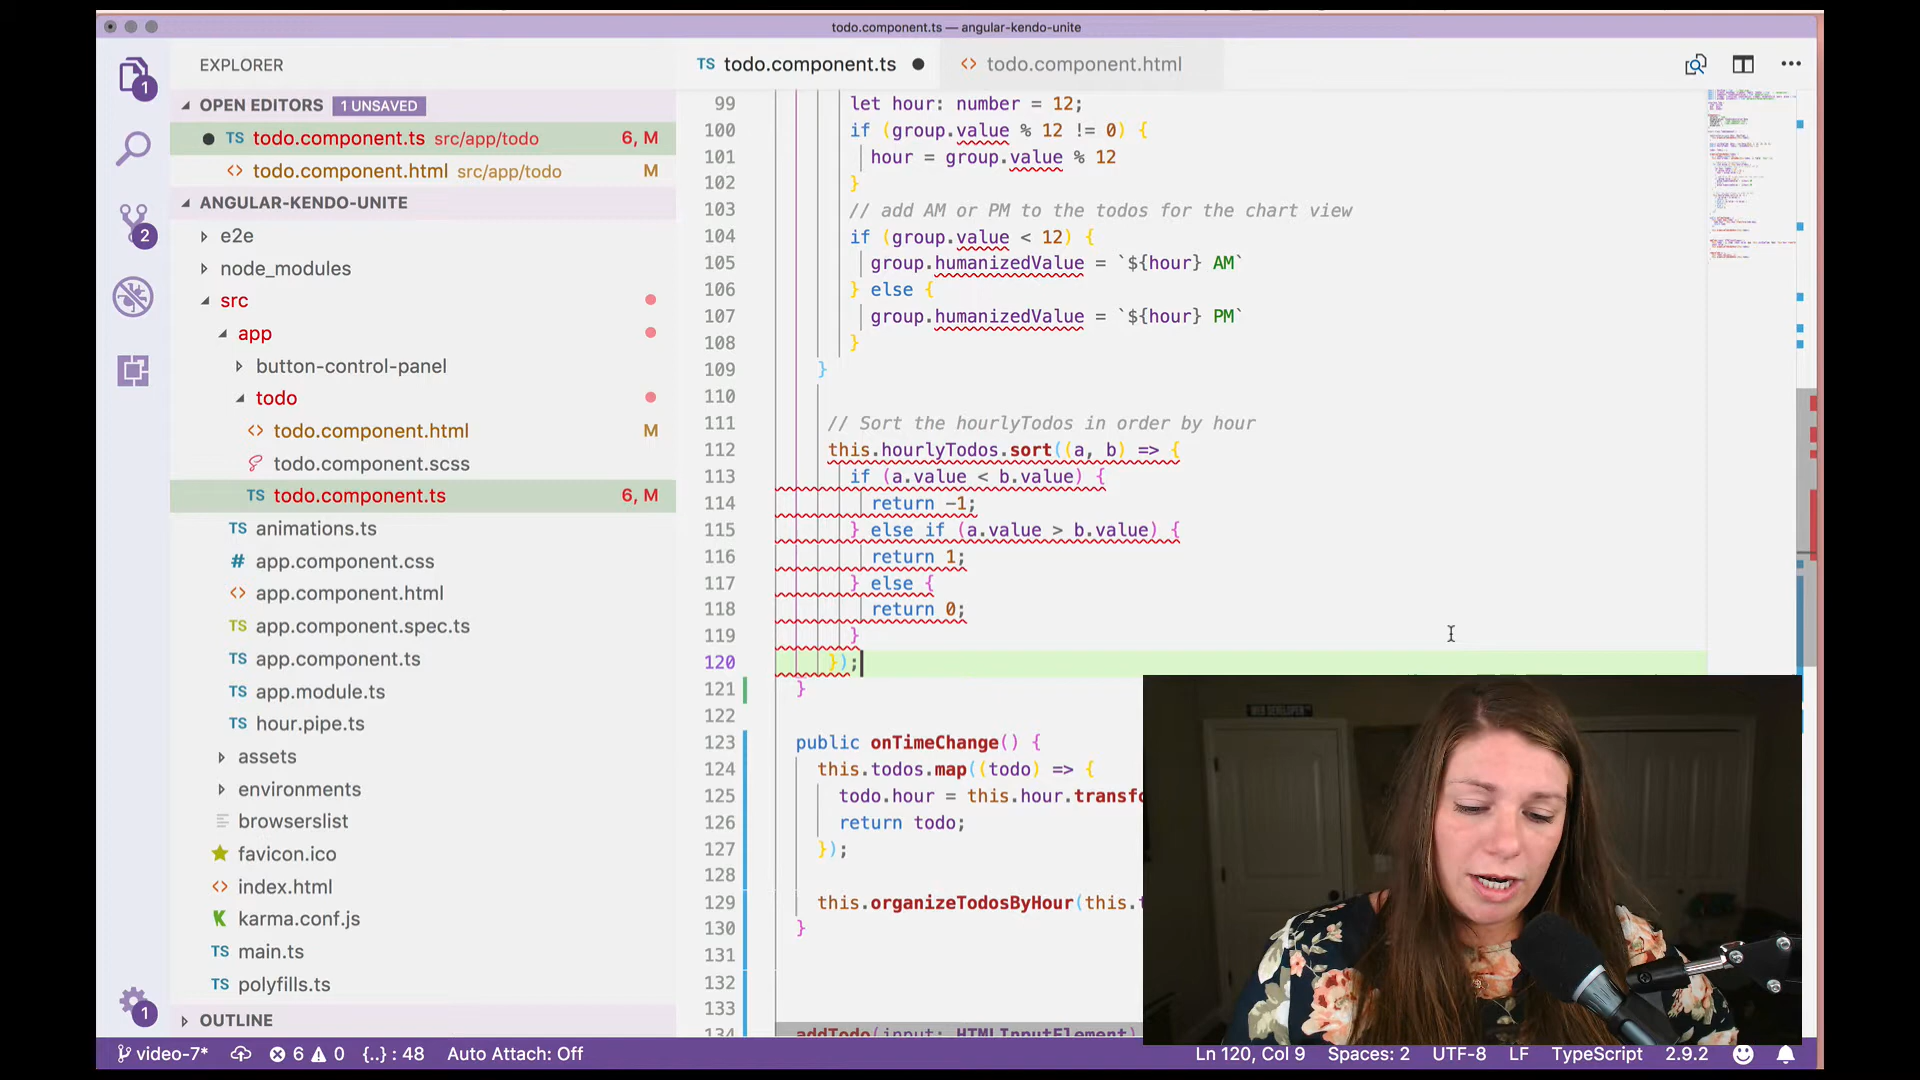 todo.component.ts — angular-kendo-unite
EXPLORER
OPEN EDITORS 1 UNSAVED
TS todo.component.ts src/app/todo 6, M
<> todo.component.html src/app/todo M
ANGULAR-KENDO-UNITE
e2e
node_modules
src
app
button-control-panel
todo
<> todo.component.html M
todo.component.scss
TS todo.component.ts 6, M
TS animations.ts
# app.component.css
<> app.component.html
TS app.component.spec.ts
TS app.component.ts
TS app.module.ts
TS hour.pipe.ts
assets
environments
browserslist
favicon.ico
<> index.html
karma.conf.js
TS main.ts
TS polyfills.ts
OUTLINE
1
2
1
TS todo.component.ts
<> todo.component.html
99 let hour: number = 12;
100 if (group.value % 12 != 0) {
101 hour = group.value % 12
102 }
103 // add AM or PM to the todos for the chart view
104 if (group.value < 12) {
105 group.humanizedValue = `${hour} AM`
106 } else {
107 group.humanizedValue = `${hour} PM`
108 }
109 }
110
111 // Sort the hourlyTodos in order by hour
112 this.hourlyTodos.sort((a, b) => {
113 if (a.value < b.value) {
114 return -1;
115 } else if (a.value > b.value) {
116 return 1;
117 } else {
118 return 0;
119 }
120 });
121 }
122
123 public onTimeChange() {
124 this.todos.map((todo) => {
125 todo.hour = this.hour.transfo
126 return todo;
127 });
128
129 this.organizeTodosByHour(this.t
130 }
131
132
133
134 addTodo(input: HTMLInputElement)
video-7* 6 0 {..} : 48 Auto Attach: Off
Ln 120, Col 9 Spaces: 2 UTF-8 LF TypeScript 2.9.2